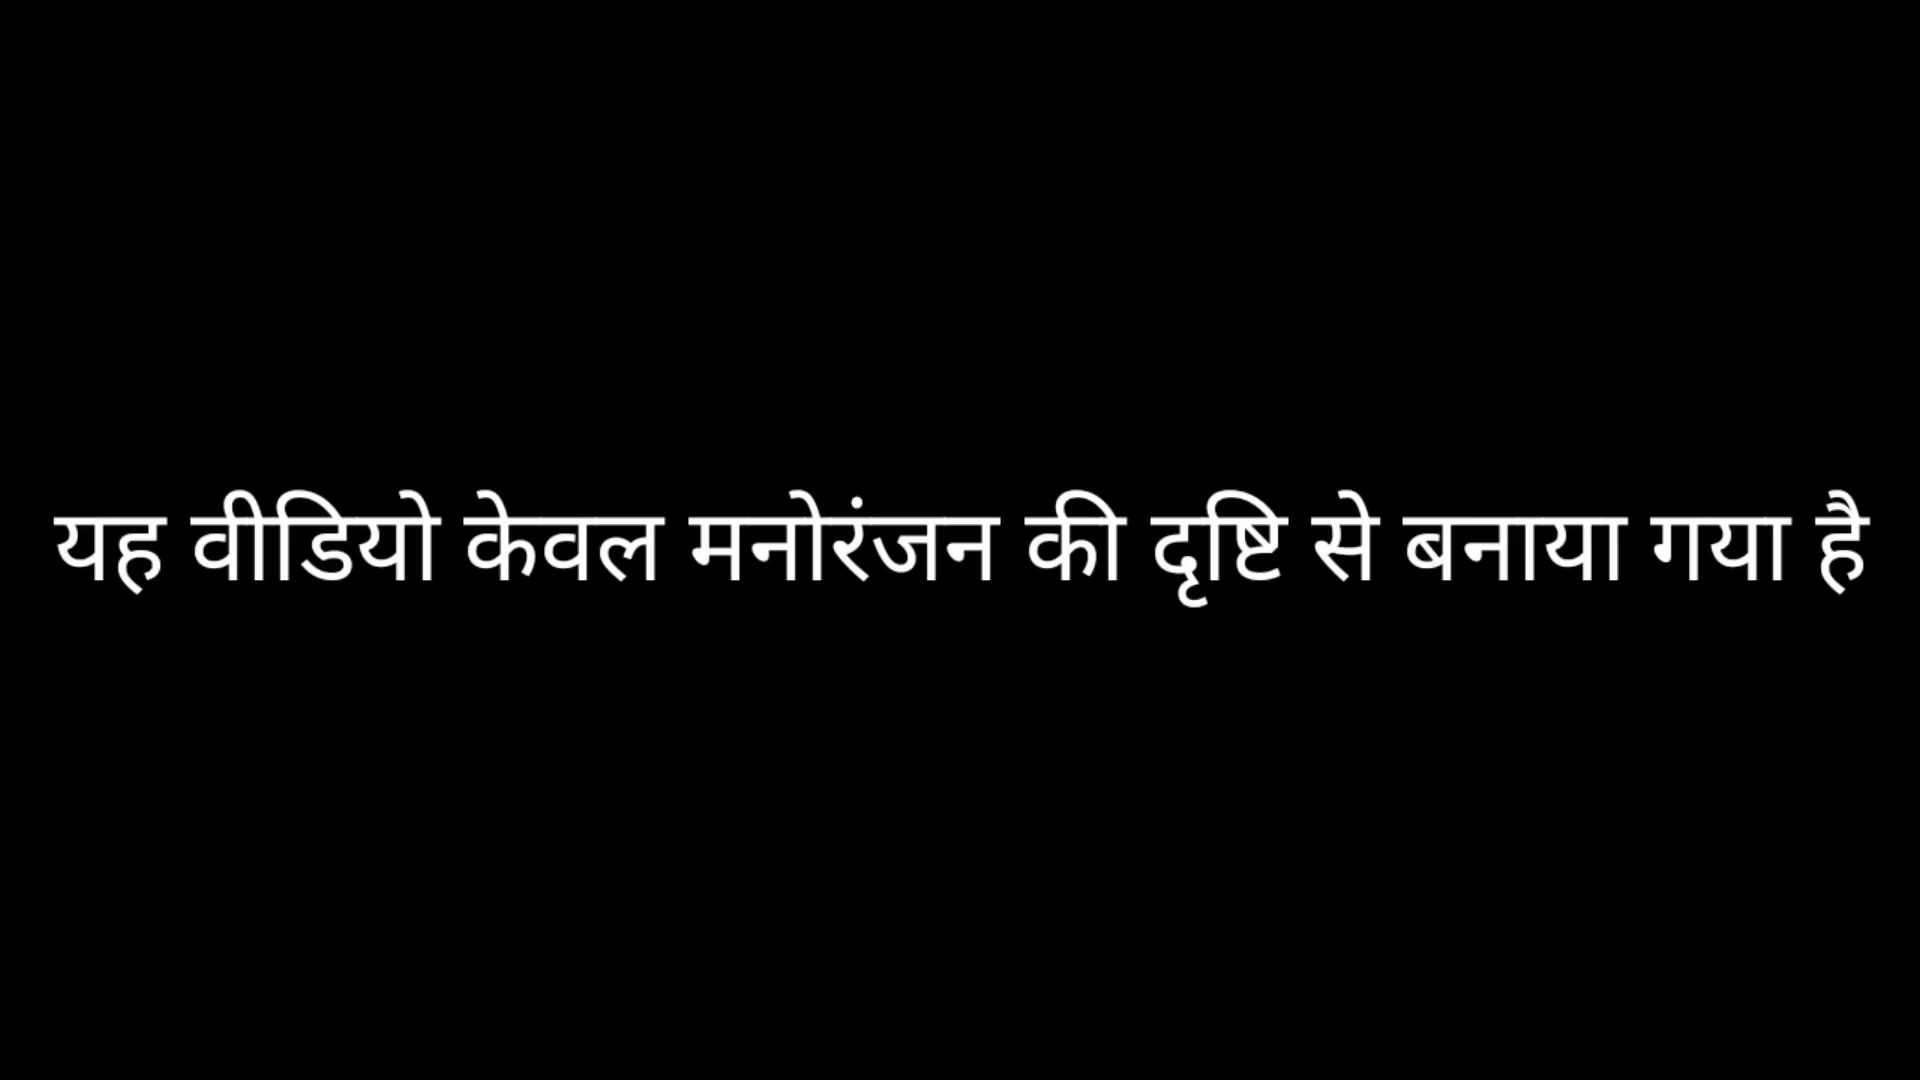 यह वीडियो केवल मनोरंजन की दृष्टि से बनाया गया है